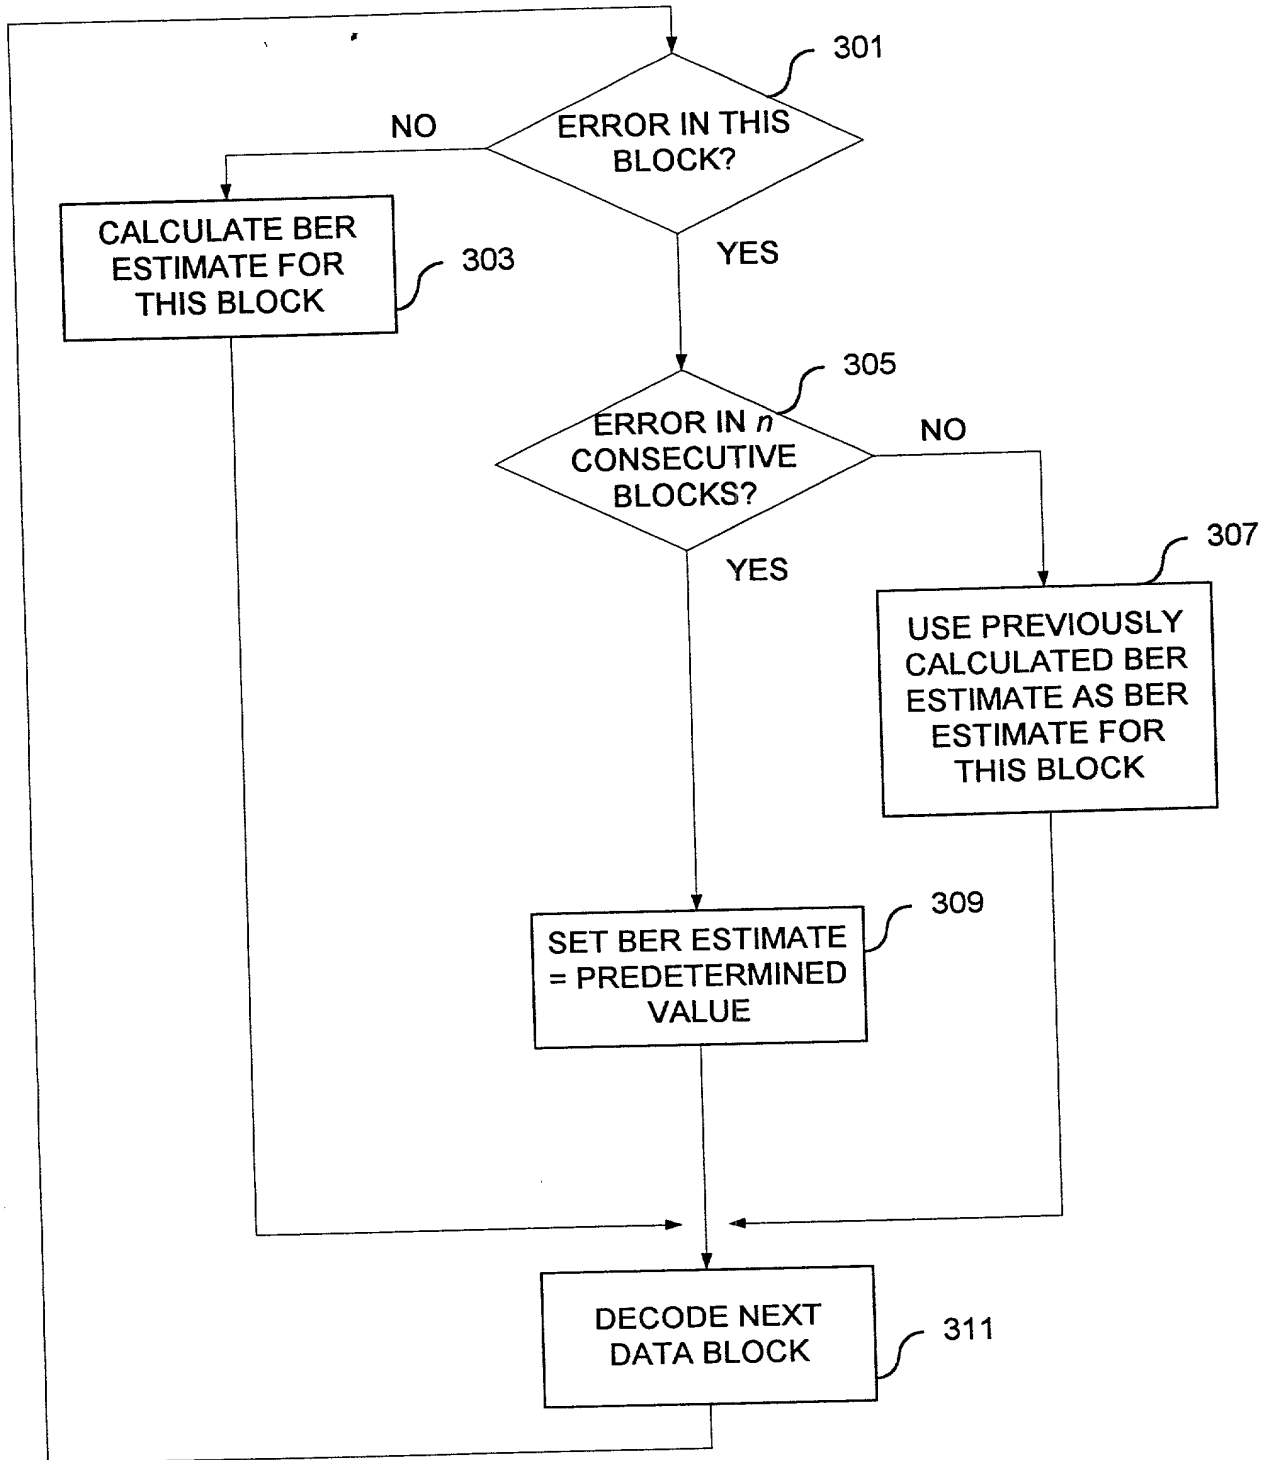 301
ERROR IN THIS
BLOCK?
NO
YES
CALCULATE BER
ESTIMATE FOR
THIS BLOCK
303
305
ERROR IN n
CONSECUTIVE
BLOCKS?
NO
YES
307
USE PREVIOUSLY
CALCULATED BER
ESTIMATE AS BER
ESTIMATE FOR
THIS BLOCK
309
SET BER ESTIMATE
= PREDETERMINED
VALUE
DECODE NEXT
DATA BLOCK
311